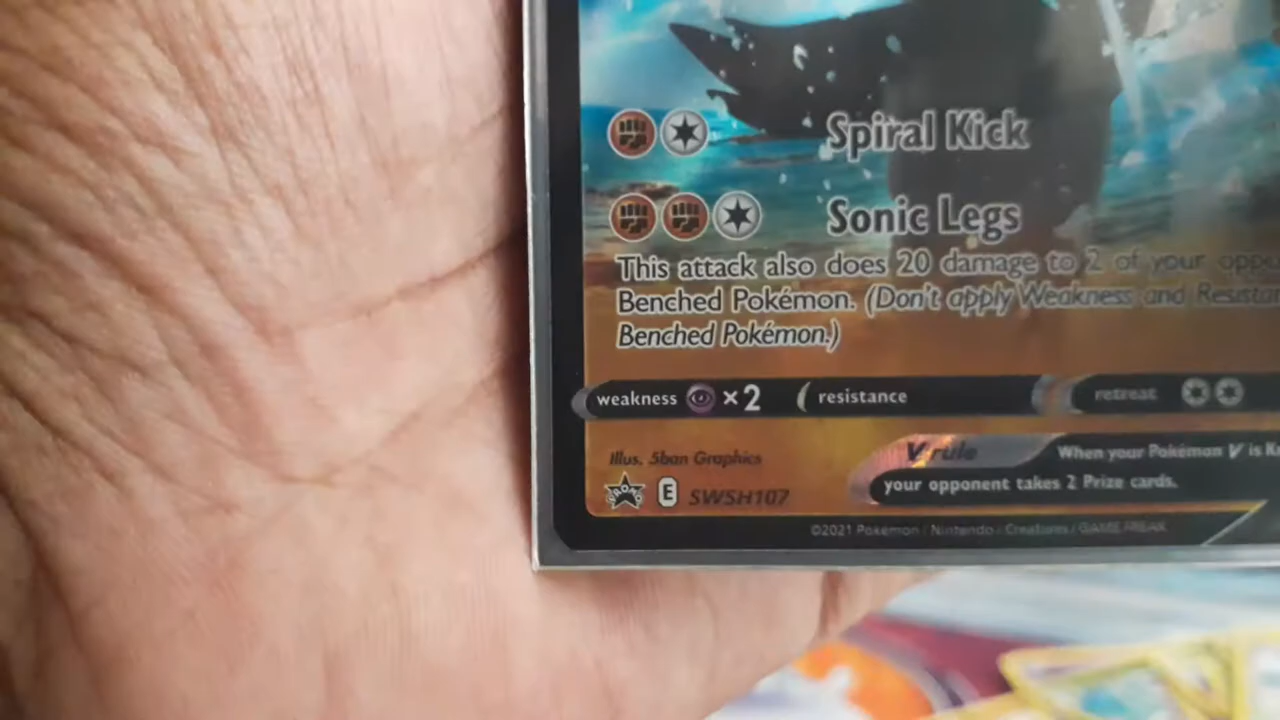 Spiral Kick
Sonic Legs
This attack also does 20 damage to 2 of your
Benched Pokémon. (Don't apply Weakness and
Benched Pokémon.)
weakness ×2 resistance retreat
Illus. 5ban Graphics
V rule When your Pokémon V is
your opponent takes 2 Prize cards.
PROMO E SWSH107
©2021 Pokémon / Nintendo / Creatures / GAME FREAK